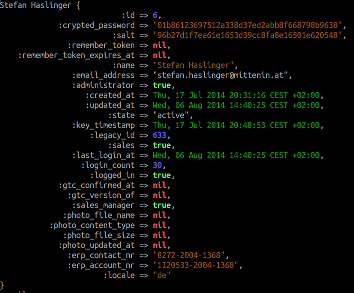 Stefan Haslinger {
:id => 6,
:crypted_password => "01b86123697512a338d37ed2abb8f668798b9638",
:salt => "96b27d1f7ea61e1653d39cc8fa8e16501e620548",
:remember_token => nil,
:remember_token_expires_at => nil,
:name => "Stefan Haslinger",
:email_address => "stefan.haslinger@mittenin.at",
:administrator => true,
:created_at => Thu, 17 Jul 2014 20:31:16 CEST +02:00,
:updated_at => Wed, 06 Aug 2014 14:40:25 CEST +02:00,
:state => "active",
:key_timestamp => Thu, 17 Jul 2014 20:48:53 CEST +02:00,
:legacy_id => 633,
:sales => true,
:last_login_at => Wed, 06 Aug 2014 14:40:25 CEST +02:00,
:login_count => 30,
:logged_in => true,
:gtc_confirmed_at => nil,
:gtc_version_of => nil,
:sales_manager => true,
:photo_file_name => nil,
:photo_content_type => nil,
:photo_file_size => nil,
:photo_updated_at => nil,
:erp_contact_nr => "8272-2004-1368",
:erp_account_nr => "1I20533-2004-1368",
:locale => "de"
}